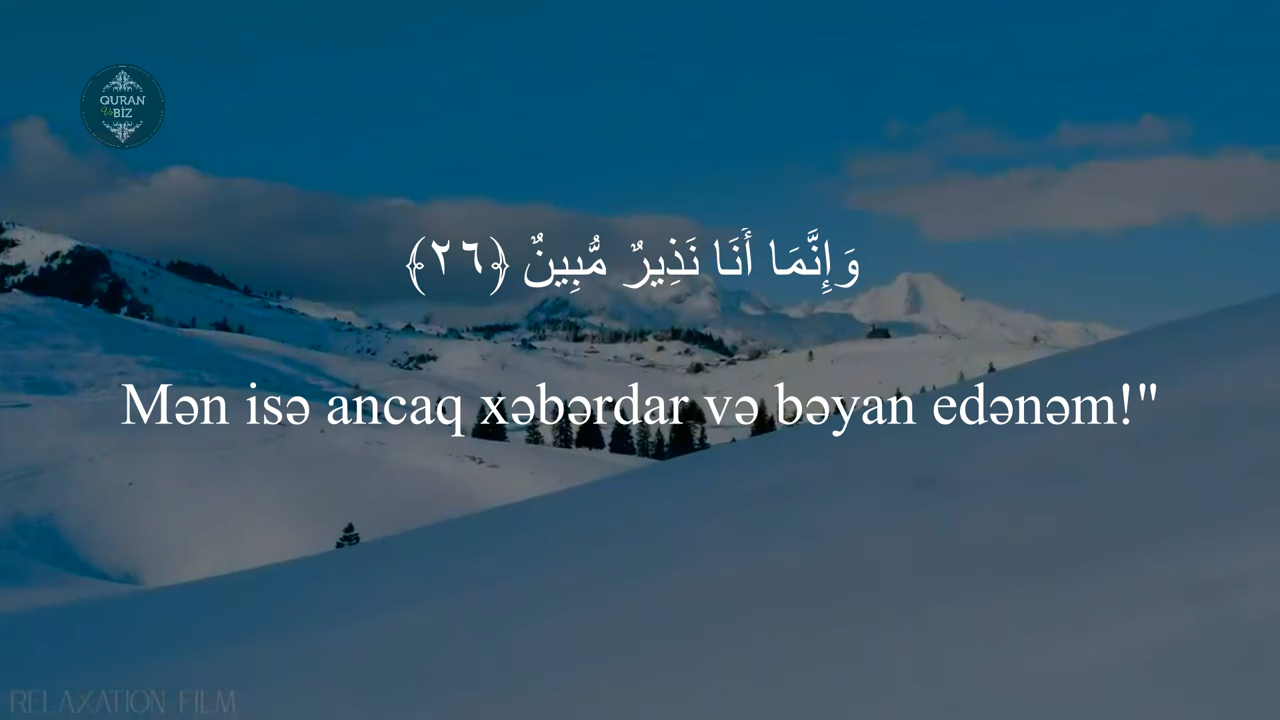 QURAN
Və BİZ
وَإِنَّمَا أَنَا نَذِيرٌ مُّبِينٌ ﴿٢٦﴾
Mən isə ancaq xəbərdar və bəyan edənəm!"
RELAXATION FILM